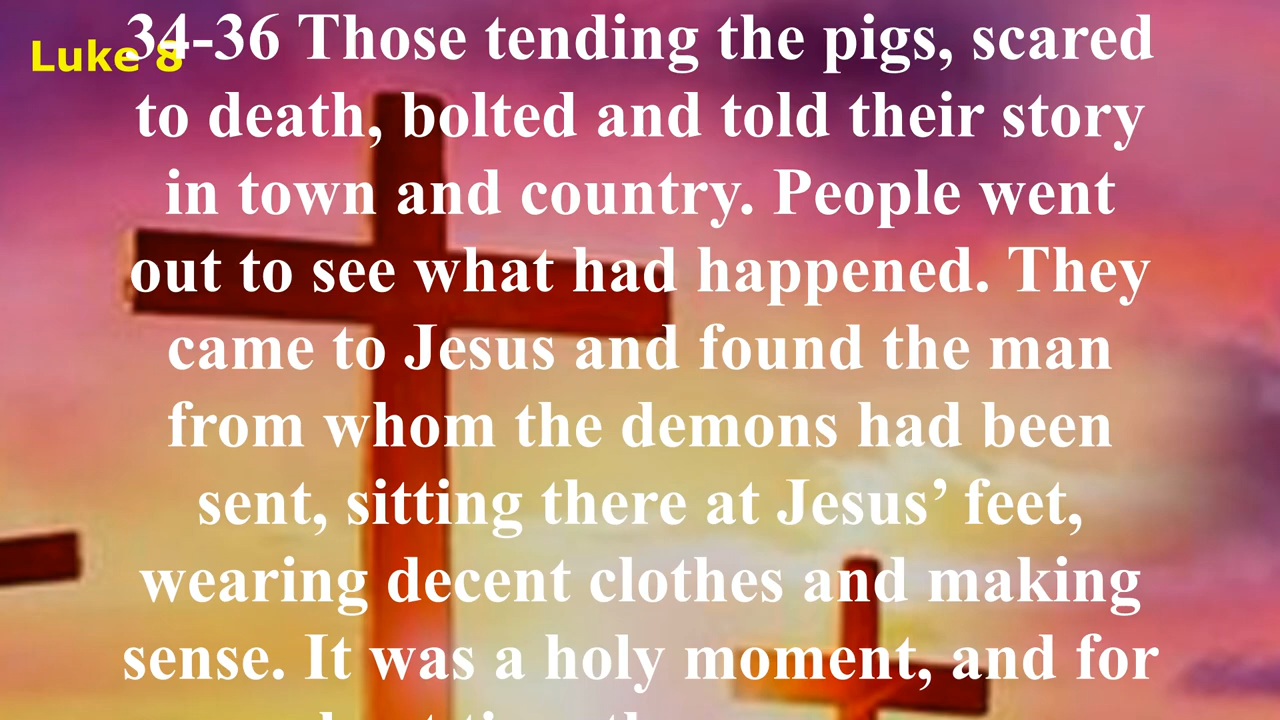 Luke 8
34-36 Those tending the pigs, scared
to death, bolted and told their story
in town and country. People went
out to see what had happened. They
came to Jesus and found the man
from whom the demons had been
sent, sitting there at Jesus’ feet,
wearing decent clothes and making
sense. It was a holy moment, and for